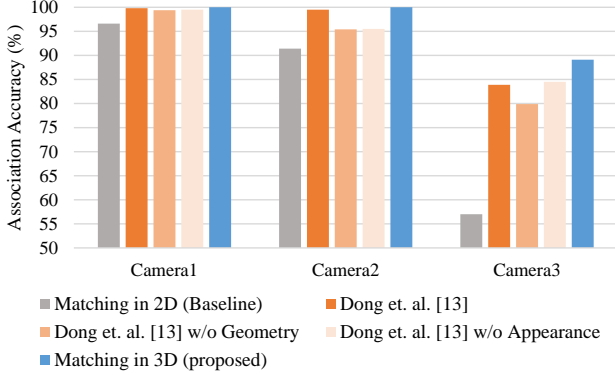 Association Accuracy (%)
100
95
90
85
80
75
70
65
60
55
50
Camera1 Camera2 Camera3
Matching in 2D (Baseline) Dong et. al. [13]
Dong et. al. [13] w/o Geometry Dong et. al. [13] w/o Appearance
Matching in 3D (proposed)